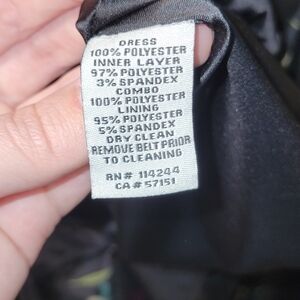 DRESS
100% POLYESTER
INNER LAYER
97% POLYESTER
3% SPANDEX
COMBO
100% POLYESTER
LINING
95% POLYESTER
5% SPANDEX
DRY CLEAN
REMOVE BELT PRIOR
TO CLEANING
RN# 114244
CA# 57151